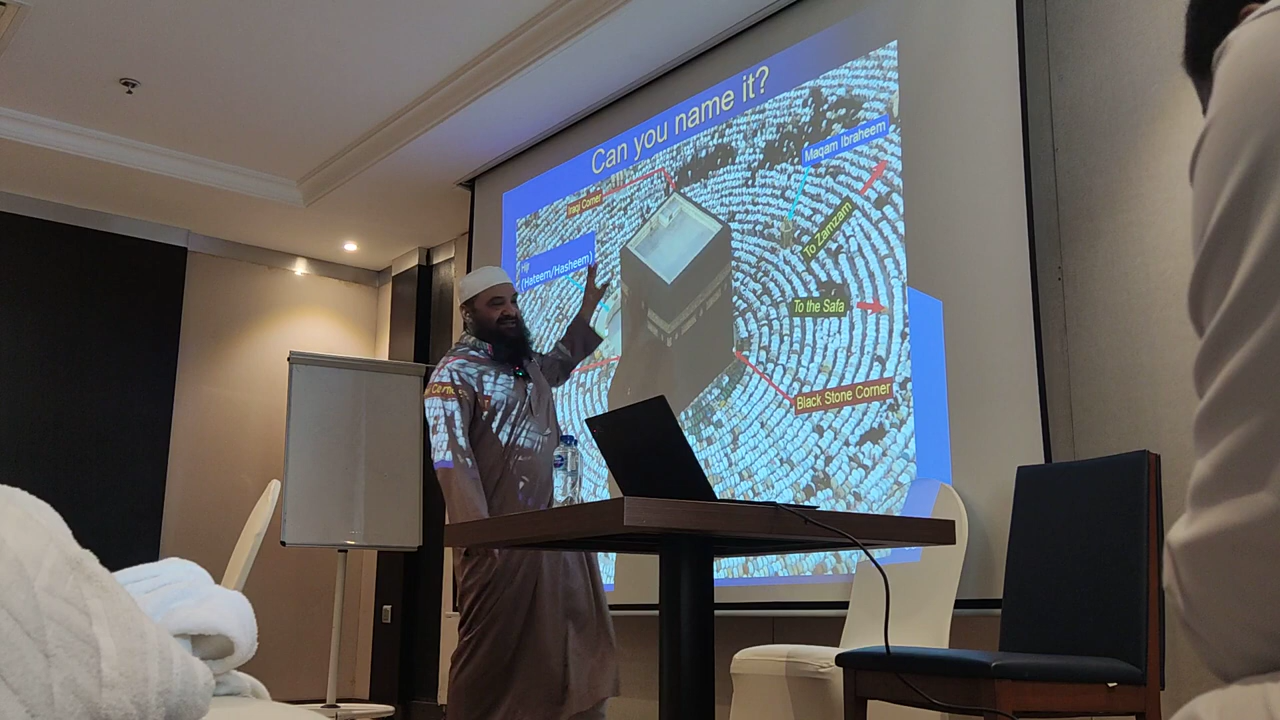 Can you name it?
Maqam Ibraheem
Iraqi Corner
To Zamzam
Hijr
(Hateem/Hasheem)
To the Safa
Black Stone Corner